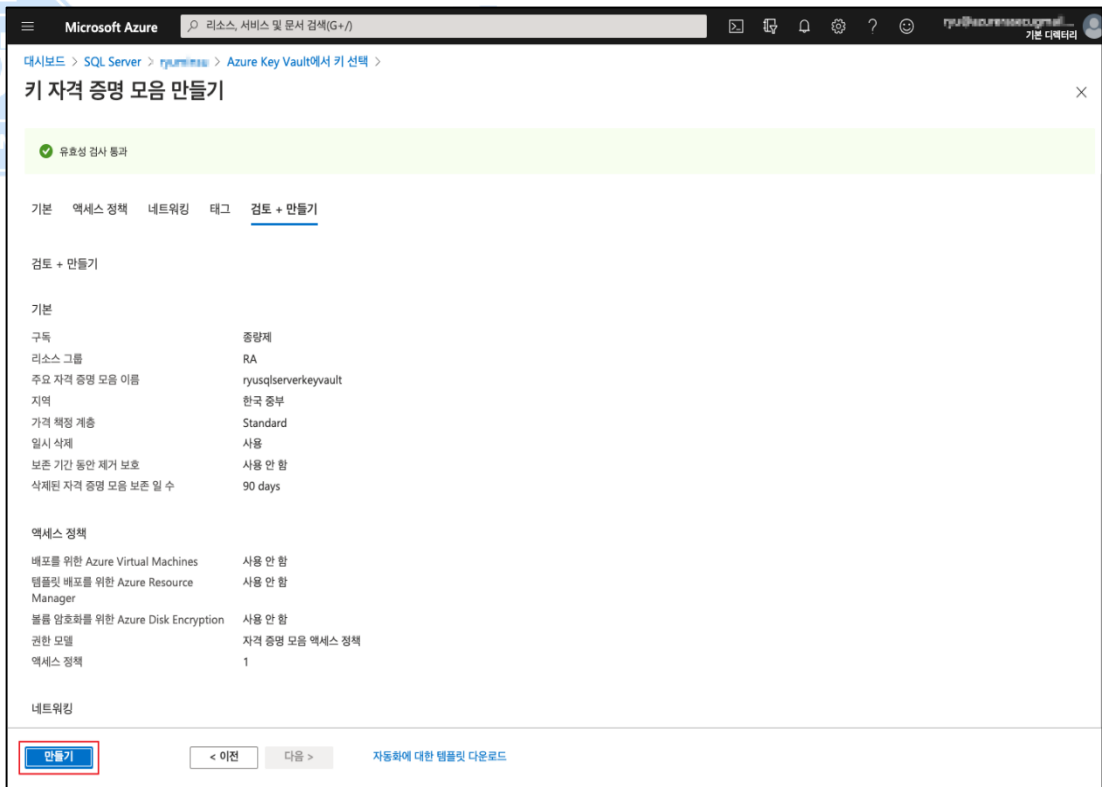 Microsoft Azure
리소스, 서비스 및 문서 검색(G+/)
기본 디렉터리
대시보드 > SQL Server > > Azure Key Vault에서 키 선택 >
키 자격 증명 모음 만들기
유효성 검사 통과
기본 액세스 정책 네트워킹 태그 검토 + 만들기
검토 + 만들기
기본
구독 종량제
리소스 그룹 RA
주요 자격 증명 모음 이름 ryusqlserverkeyvault
지역 한국 중부
가격 책정 계층 Standard
일시 삭제 사용
보존 기간 동안 제거 보호 사용 안 함
삭제된 자격 증명 모음 보존 일 수 90 days
액세스 정책
배포를 위한 Azure Virtual Machines 사용 안 함
템플릿 배포를 위한 Azure Resource 사용 안 함
Manager
볼륨 암호화를 위한 Azure Disk Encryption 사용 안 함
권한 모델 자격 증명 모음 액세스 정책
액세스 정책 1
네트워킹
만들기 < 이전 다음 > 자동화에 대한 템플릿 다운로드